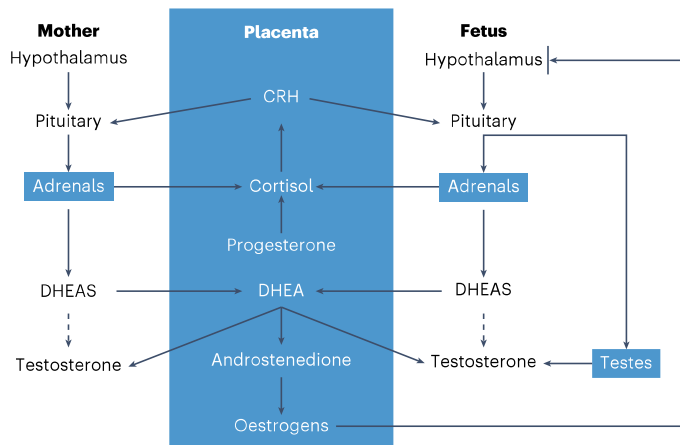 Mother
Placenta
Fetus
Hypothalamus
Hypothalamus
CRH
Pituitary
Pituitary
Adrenals
Cortisol
Adrenals
Progesterone
DHEAS
DHEA
DHEAS
Testosterone
Androstenedione
Testosterone
Testes
Oestrogens